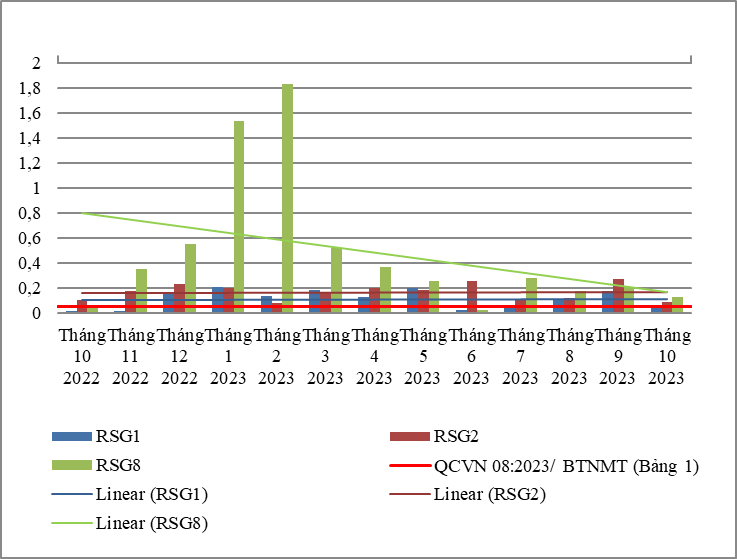 2
1,8
1,6
1,4
1,2
1
0,8
0,6
0,4
0,2
0
Tháng 10 2022
Tháng 11 2022
Tháng 12 2022
Tháng 1 2023
Tháng 2 2023
Tháng 3 2023
Tháng 4 2023
Tháng 5 2023
Tháng 6 2023
Tháng 7 2023
Tháng 8 2023
Tháng 9 2023
Tháng 10 2023
RSG1
RSG2
RSG8
QCVN 08:2023/ BTNMT (Bảng 1)
Linear (RSG1)
Linear (RSG2)
Linear (RSG8)